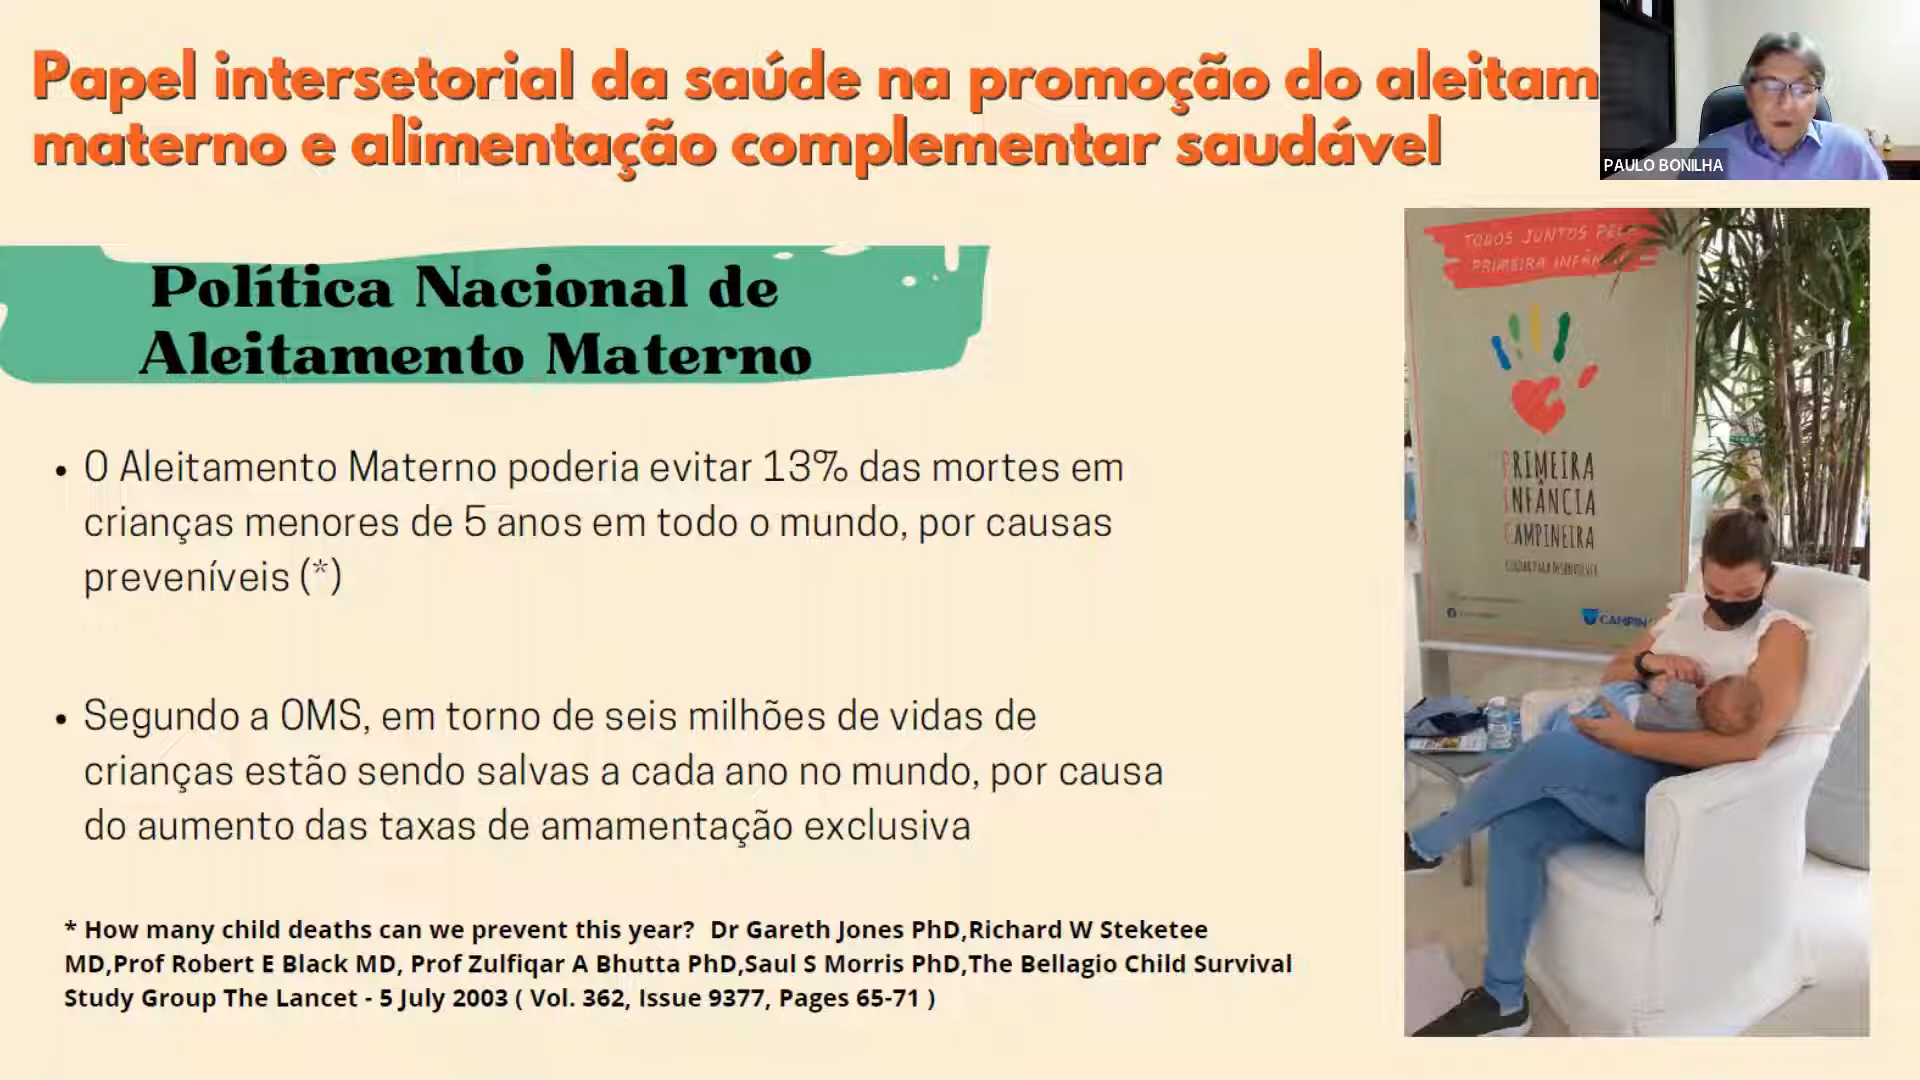 Papel intersetorial da saúde na promoção do aleitam
materno e alimentação complementar saudável
PAULO BONILHA
Política Nacional de
Aleitamento Materno
• O Aleitamento Materno poderia evitar 13% das mortes em
crianças menores de 5 anos em todo o mundo, por causas
preveníveis (*)
• Segundo a OMS, em torno de seis milhões de vidas de
crianças estão sendo salvas a cada ano no mundo, por causa
do aumento das taxas de amamentação exclusiva
* How many child deaths can we prevent this year? Dr Gareth Jones PhD,Richard W Steketee
MD,Prof Robert E Black MD, Prof Zulfiqar A Bhutta PhD,Saul S Morris PhD,The Bellagio Child Survival
Study Group The Lancet - 5 July 2003 ( Vol. 362, Issue 9377, Pages 65-71 )
TODOS JUNTOS PELA
PRIMEIRA
PRIMEIRA
INFÂNCIA
CAMPINEIRA